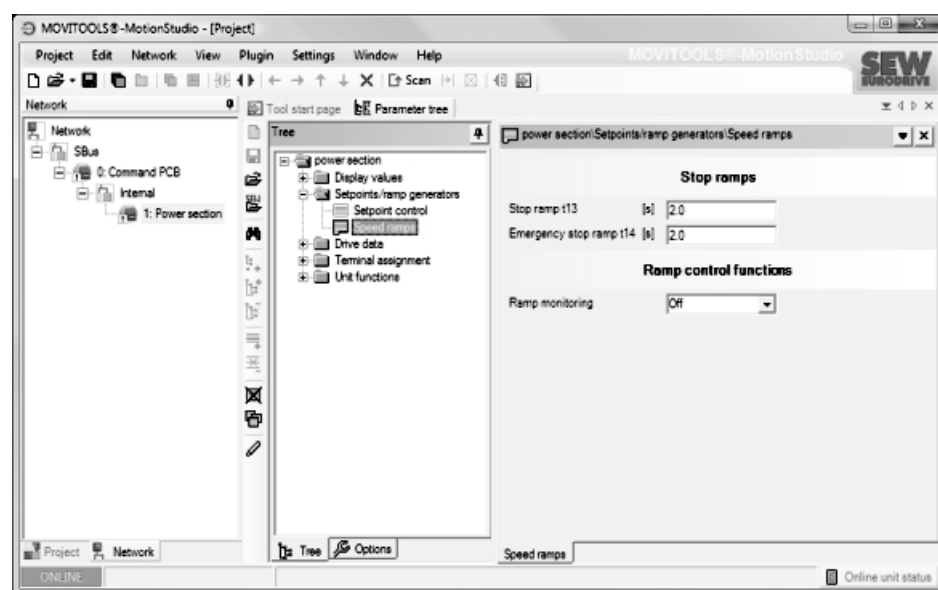 MOVITOOLS®-MotionStudio - [Project]
Project Edit Network View Plugin Settings Window Help
MOVITOOLS®-MotionStudio
SEW
EURODRIVE
Scan
Network
Tool start page
Parameter tree
Network
SBus
0: Command PCB
Internal
1: Power section
Tree
power section
Display values
Setpoints/ramp generators
Setpoint control
Speed ramps
Drive data
Terminal assignment
Unit functions
power section\Setpoints/ramp generators\Speed ramps
Stop ramps
Stop ramp t13 [s] 2.0
Emergency stop ramp t14 [s] 2.0
Ramp control functions
Ramp monitoring Off
Project
Network
Tree
Options
Speed ramps
ONLINE
Online unit status